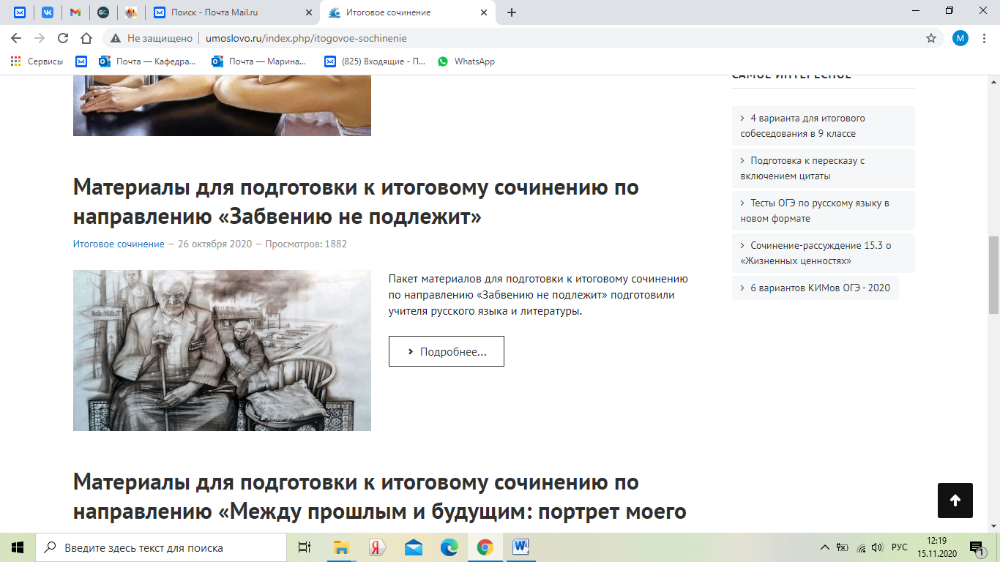 Поиск - Почта Mail.ru
Итоговое сочинение
Не защищено
umoslovo.ru/index.php/itogovoe-sochinenie
М
Сервисы
Почта — Кафедра...
Почта — Марина...
(825) Входящие - П...
WhatsApp
САМОЕ ИНТЕРЕСНОЕ
4 варианта для итогового
собеседования в 9 классе
Подготовка к пересказу с
включением цитаты
Тесты ОГЭ по русскому языку в
новом формате
Сочинение-рассуждение 15.3 о
«Жизненных ценностях»
6 вариантов КИМов ОГЭ - 2020
Материалы для подготовки к итоговому сочинению по
направлению «Забвению не подлежит»
Итоговое сочинение — 26 октября 2020 — Просмотров: 1882
Berlin-Mitte
Пакет материалов для подготовки к итоговому сочинению
по направлению «Забвению не подлежит» подготовили
учителя русского языка и литературы.
Подробнее...
Материалы для подготовки к итоговому сочинению по
направлению «Между прошлым и будущим: портрет моего
Введите здесь текст для поиска
РУС
12:19
15.11.2020
1